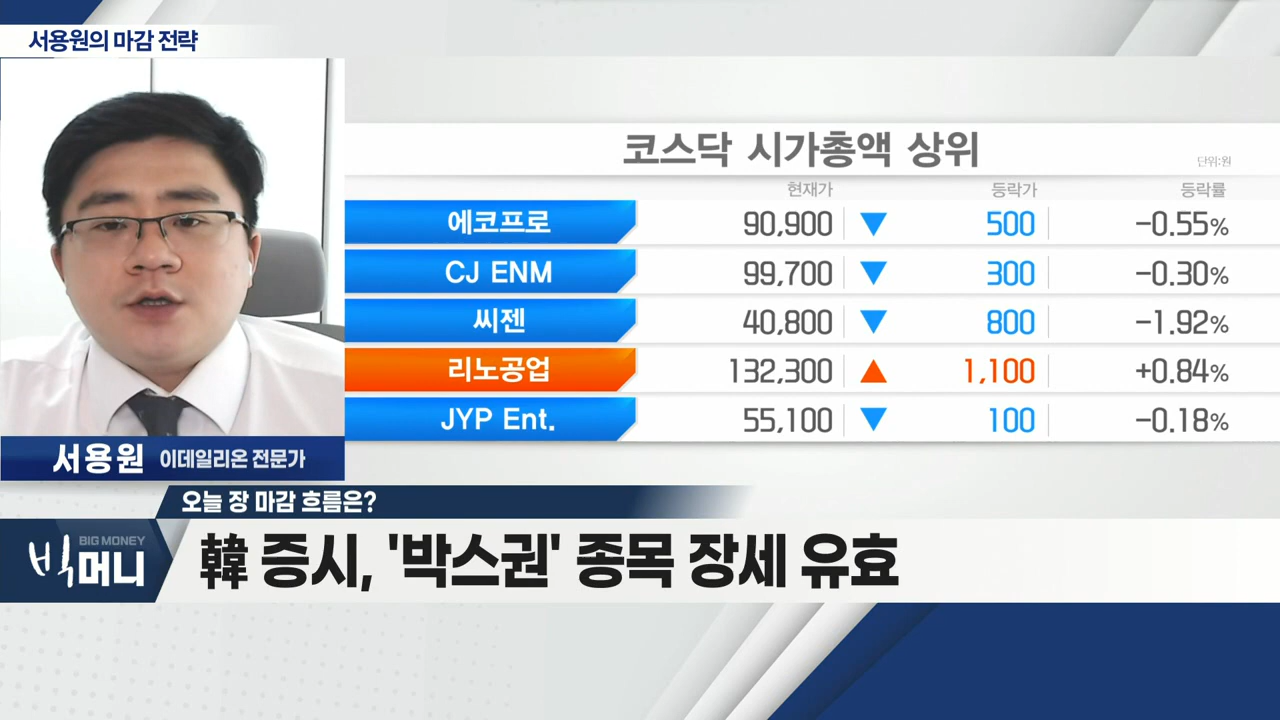 서용원의 마감 전략
코스닥 시가총액 상위
단위:원
현재가 등락가 등락률
에코프로 90,900 ▼ 500 -0.55%
CJ ENM 99,700 ▼ 300 -0.30%
씨젠 40,800 ▼ 800 -1.92%
리노공업 132,300 ▲ 1,100 +0.84%
JYP Ent. 55,100 ▼ 100 -0.18%
서용원 이데일리온 전문가
오늘 장 마감 흐름은?
BIG MONEY
빅머니
韓 증시, '박스권' 종목 장세 유효